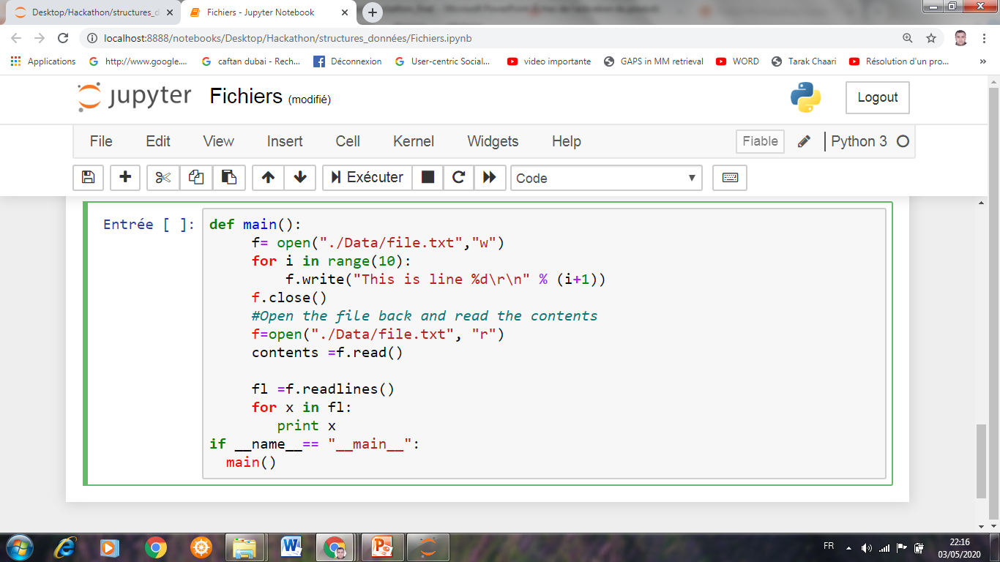 Desktop/Hackathon/structures_d
Fichiers - Jupyter Notebook
localhost:8888/notebooks/Desktop/Hackathon/structures_données/Fichiers.ipynb
Applications
http://www.google....
caftan dubai - Rech...
Déconnexion
User-centric Social...
video importante
GAPS in MM retrieval
WORD
Tarak Chaari
Résolution d'un pro...
»
jupyter Fichiers (modifié)
Logout
File Edit View Insert Cell Kernel Widgets Help
Fiable
Python 3
Exécuter
Code
Entrée [ ]:
def main():
     f= open("./Data/file.txt","w")
     for i in range(10):
         f.write("This is line %d\r\n" % (i+1))
     f.close()
     #Open the file back and read the contents
     f=open("./Data/file.txt", "r")
     contents =f.read()

     fl =f.readlines()
     for x in fl:
        print x
if __name__== "__main__":
  main()
FR
22:16
03/05/2020